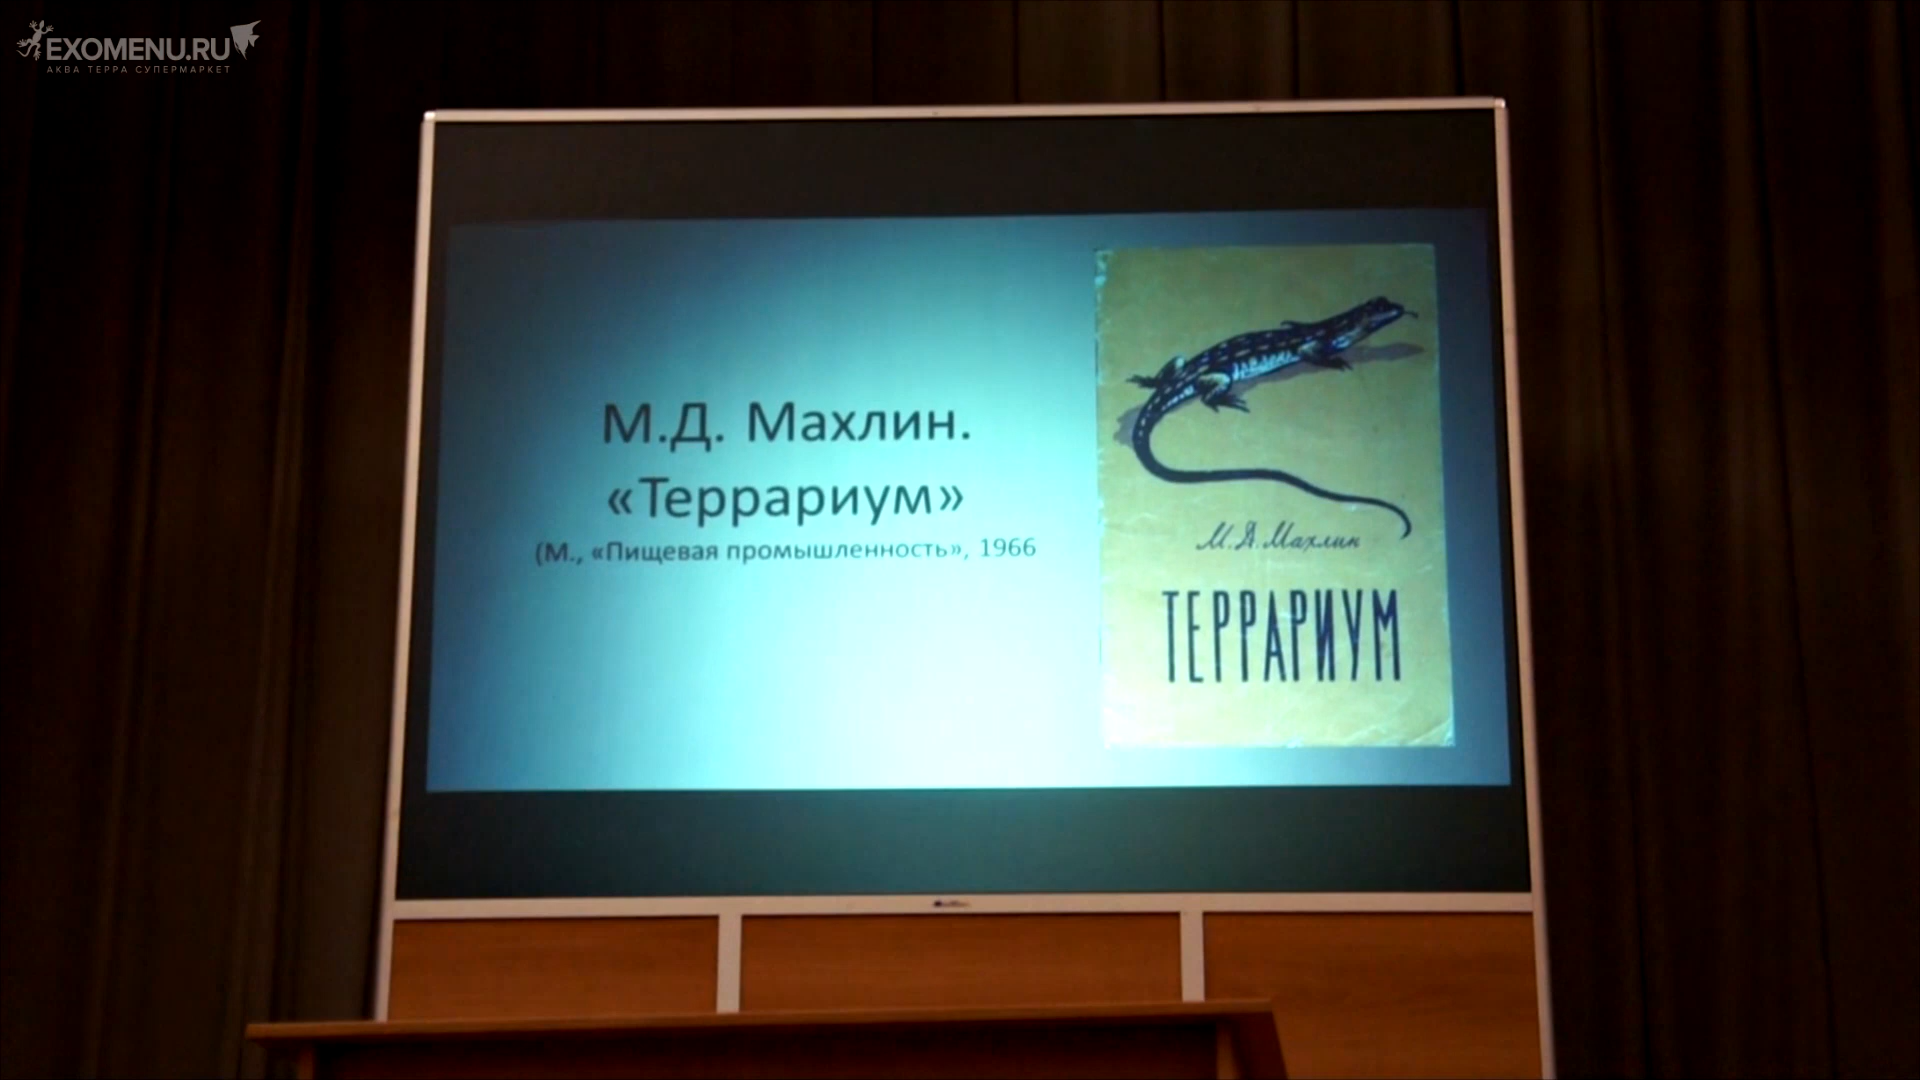 EXOMENU.RU
АКВА ТЕРРА СУПЕРМАРКЕТ
М.Д. Махлин.
«Террариум»
(М., «Пищевая промышленность», 1966
М.Д. Махлин
ТЕРРАРИУМ